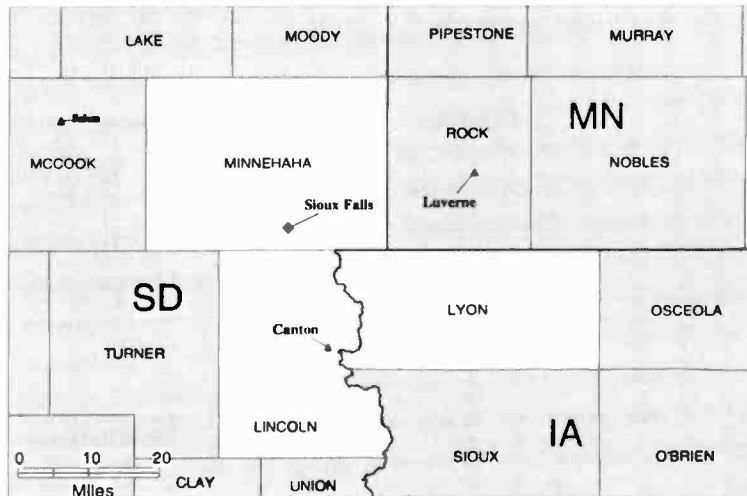 LAKE
MOODY
PIPESTONE
MURRAY
Salem
MCCOOK
MINNEHAHA
ROCK
MN
NOBLES
Sioux Falls
Luverne
SD
TURNER
LYON
OSCEOLA
Canton
LINCOLN
IA
SIOUX
O'BRIEN
CLAY
UNION
0 10 20
Miles